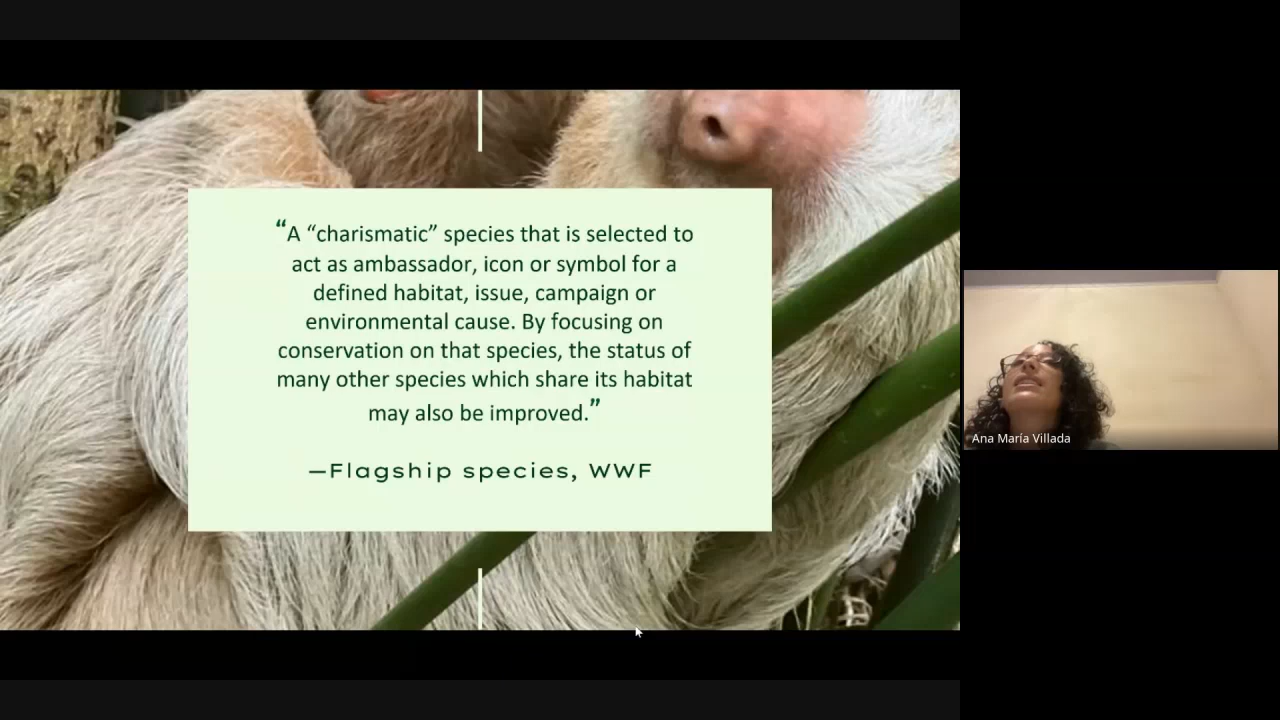 “A “charismatic” species that is selected to
act as ambassador, icon or symbol for a
defined habitat, issue, campaign or
environmental cause. By focusing on
conservation on that species, the status of
many other species which share its habitat
may also be improved.”
—Flagship species, WWF
Ana María Villada